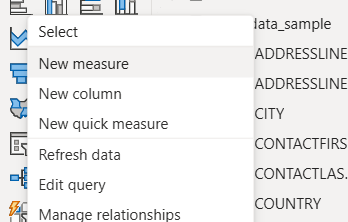 Select
New measure
New column
New quick measure
Refresh data
Edit query
Manage relationships
data_sample
ADDRESSLINE
ADDRESSLINE
CITY
CONTACTFIRS
CONTACTLAS.
COUNTRY